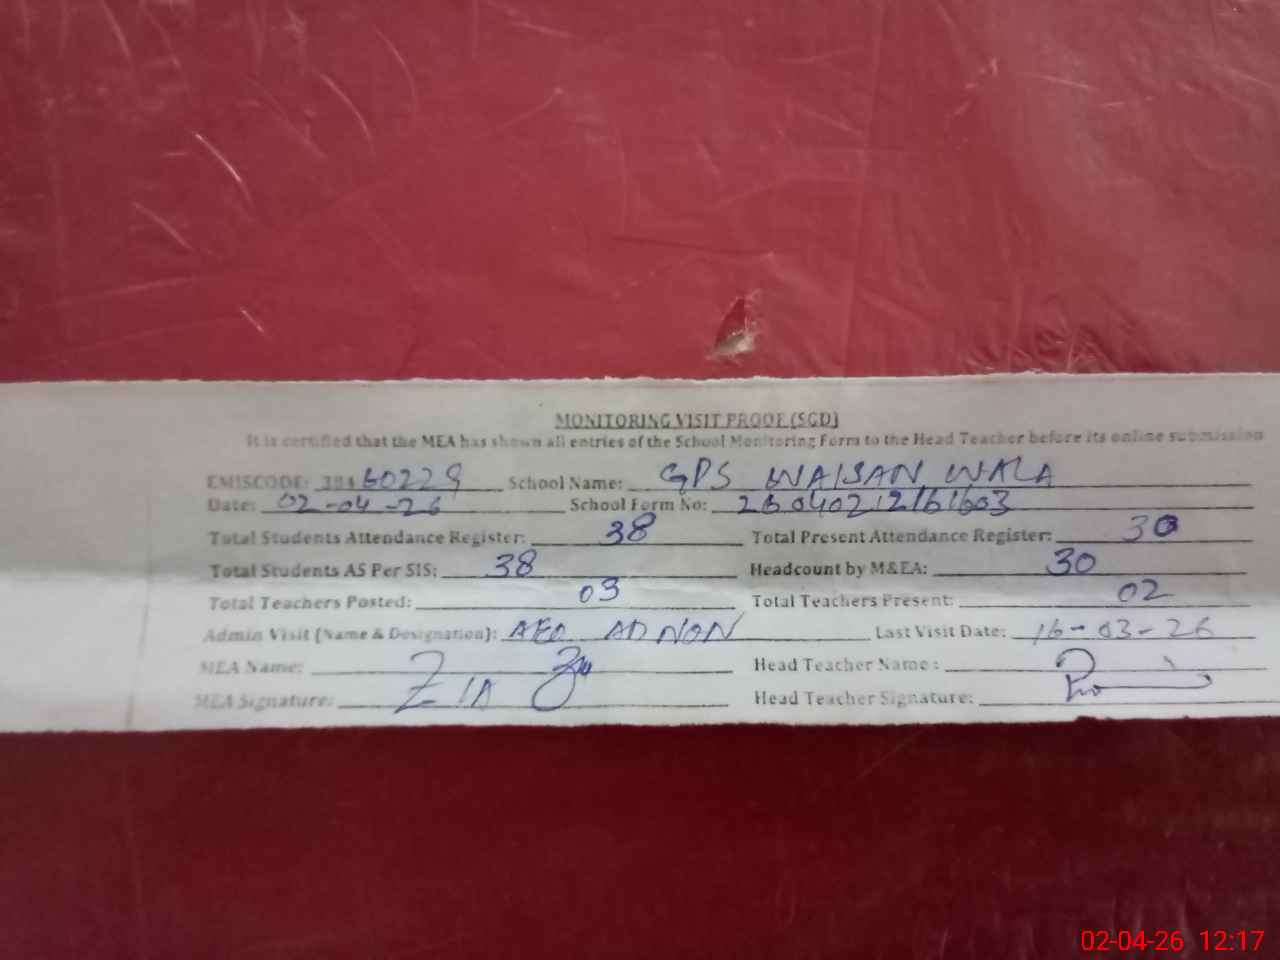 MONITORING VISIT PROOF (SGD)
It is certified that the MEA has shown all entries of the School Monitoring Form to the Head Teacher before its online submission
EMISCODE: 38460229 School Name: GPS WAISAN WALA
Date: 02-04-26 School Form No: 26040212161603
Total Students Attendance Register: 38 Total Present Attendance Register: 30
Total Students AS Per SIS: 38 Headcount by M&EA: 30
Total Teachers Posted: 03 Total Teachers Present: 02
Admin Visit (Name & Designation): AEO ADNON Last Visit Date: 16-03-26
MEA Name: ZIA Head Teacher Name :
MEA Signature: Head Teacher Signature:
02-04-26 12:17